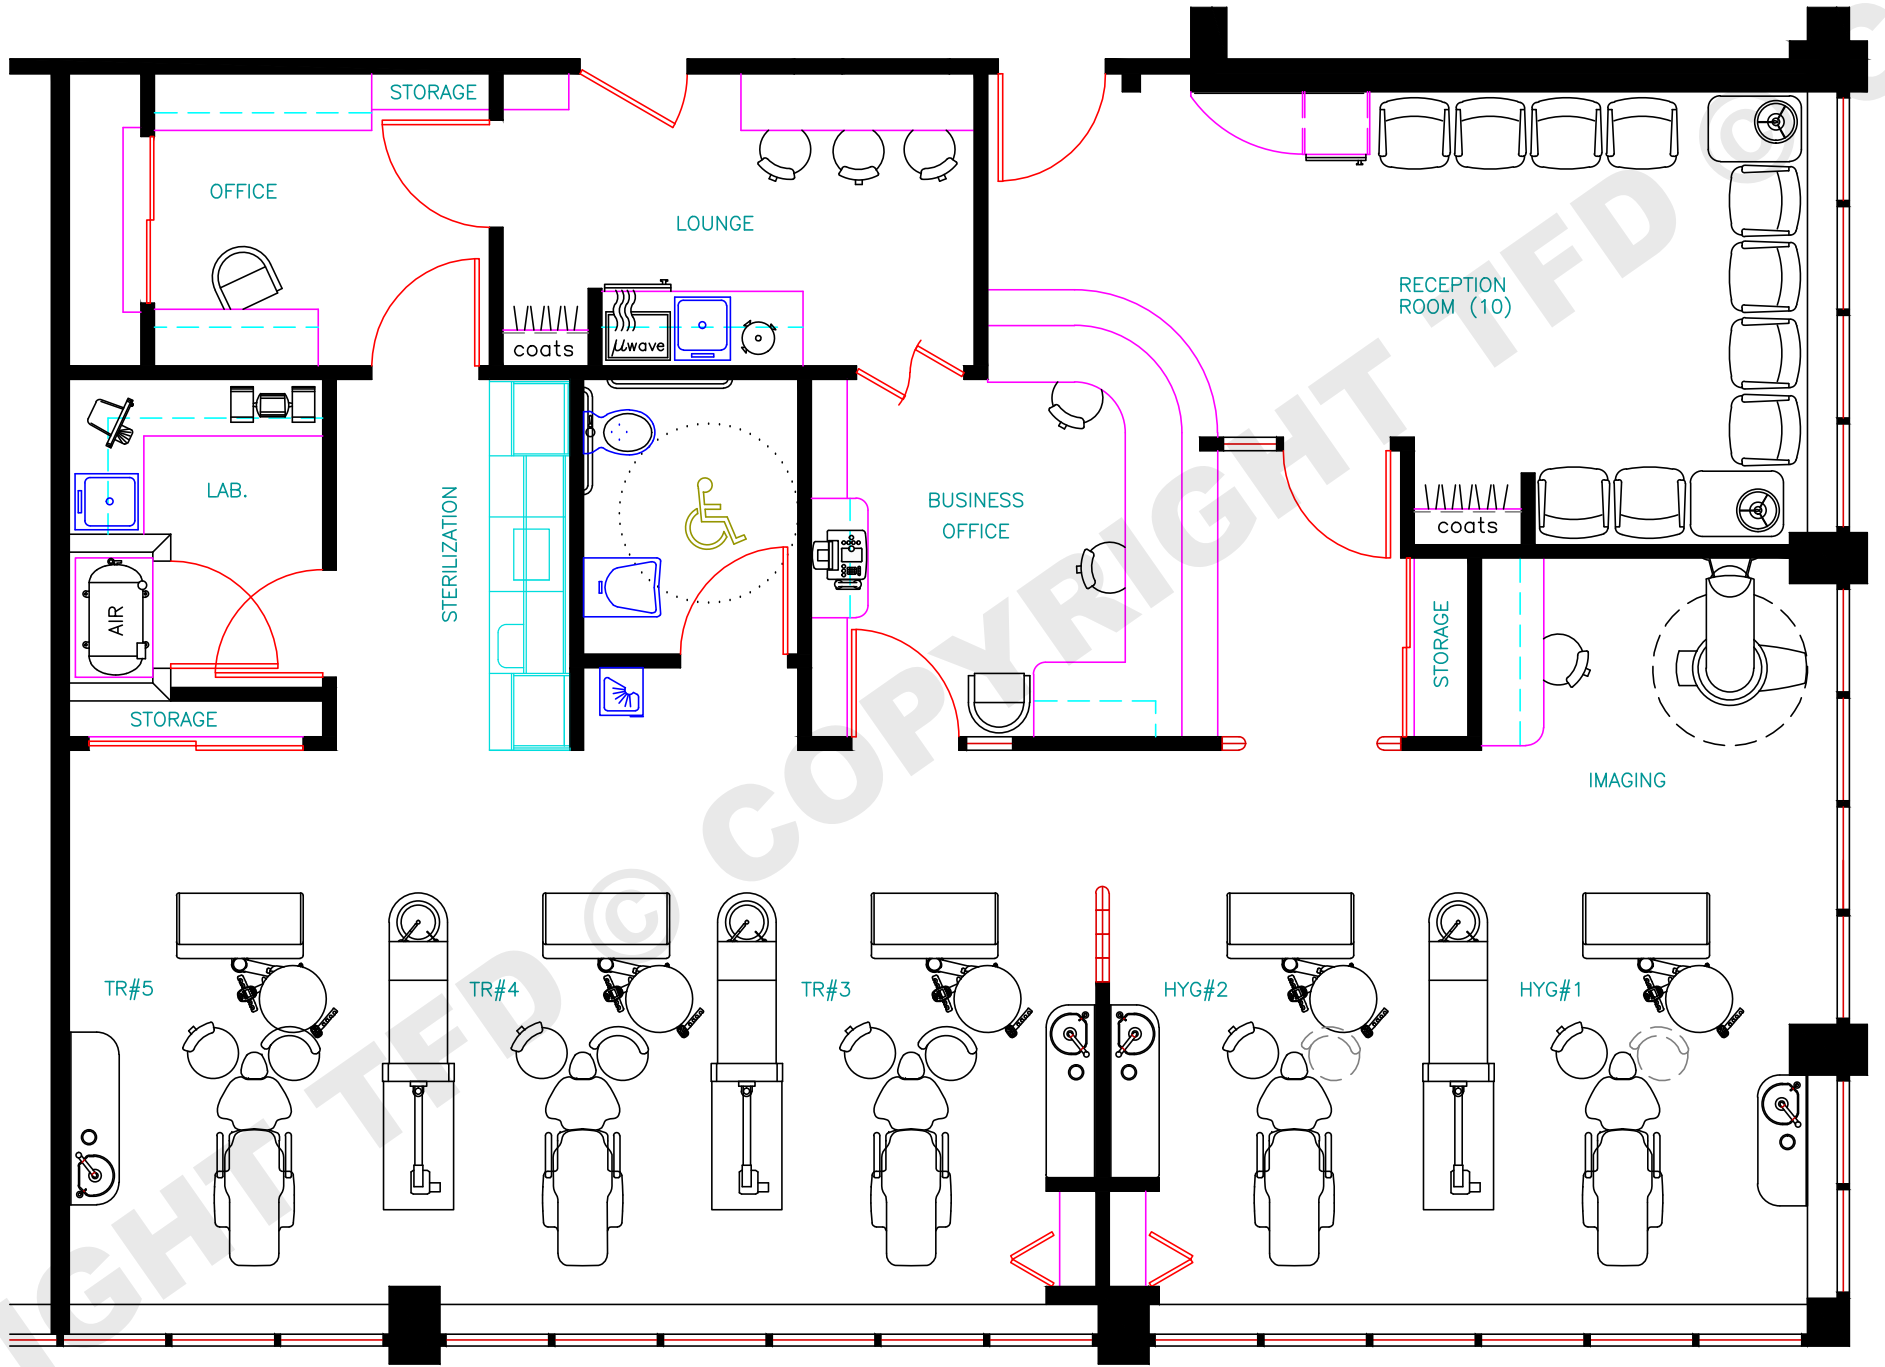 STORAGE
OFFICE
LOUNGE
RECEPTION
ROOM (10)
coats
µwave
LAB.
STERILIZATION
BUSINESS
OFFICE
coats
AIR
STORAGE
STORAGE
IMAGING
TR#5
TR#4
TR#3
HYG#2
HYG#1
IGHT TFD © COPYRIGHT TFD © C